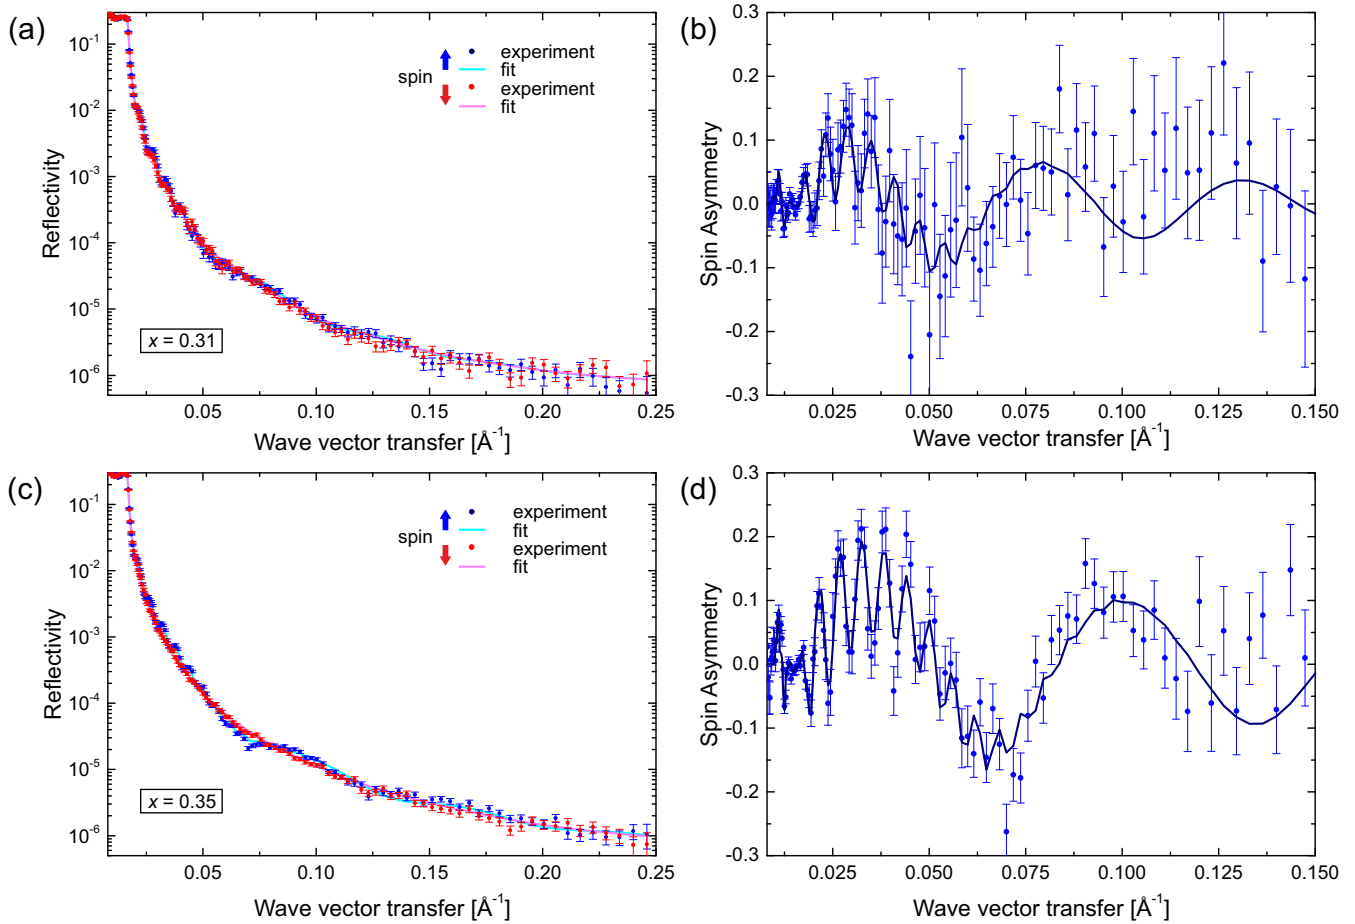 (a)
10⁻¹
10⁻²
10⁻³
10⁻⁴
10⁻⁵
10⁻⁶
Reflectivity
spin
experiment
fit
experiment
fit
x = 0.31
0.05 0.10 0.15 0.20 0.25
Wave vector transfer [Å⁻¹]
(b)
0.3
0.2
0.1
0.0
-0.1
-0.2
-0.3
Spin Asymmetry
0.025 0.050 0.075 0.100 0.125 0.150
Wave vector transfer [Å⁻¹]
(c)
10⁻¹
10⁻²
10⁻³
10⁻⁴
10⁻⁵
10⁻⁶
Reflectivity
spin
experiment
fit
experiment
fit
x = 0.35
0.05 0.10 0.15 0.20 0.25
Wave vector transfer [Å⁻¹]
(d)
0.3
0.2
0.1
0.0
-0.1
-0.2
-0.3
Spin Asymmetry
0.025 0.050 0.075 0.100 0.125 0.150
Wave vector transfer [Å⁻¹]